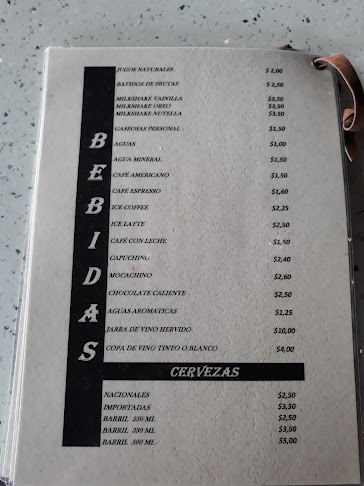 BEBIDAS
JUGOS NATURALES $ 2,00
BATIDOS DE FRUTAS $ 2,50
MILKSHAKE VAINILLA $3,50
MILKSHAKE OREO $3,50
MILKSHAKE NUTELLA $3,50
GASEOSAS PERSONAL $1,50
AGUAS $1,00
AGUA MINERAL $1,50
CAFÉ AMERICANO $1,50
CAFÉ ESPRESSO $1,60
ICE COFFEE $2,25
ICE LATTE $2,50
CAFÉ CON LECHE $1,50
CAPUCHINO $2,40
MOCACHINO $2,60
CHOCOLATE CALIENTE $2,50
AGUAS AROMATICAS $1,25
JARRA DE VINO HERVIDO $10,00
COPA DE VINO TINTO O BLANCO $4,00
CERVEZAS
NACIONALES $2,50
IMPORTADAS $3,50
BARRIL 250 ML $2,50
BARRIL 330 ML $3,50
BARRIL 500 ML $5,00